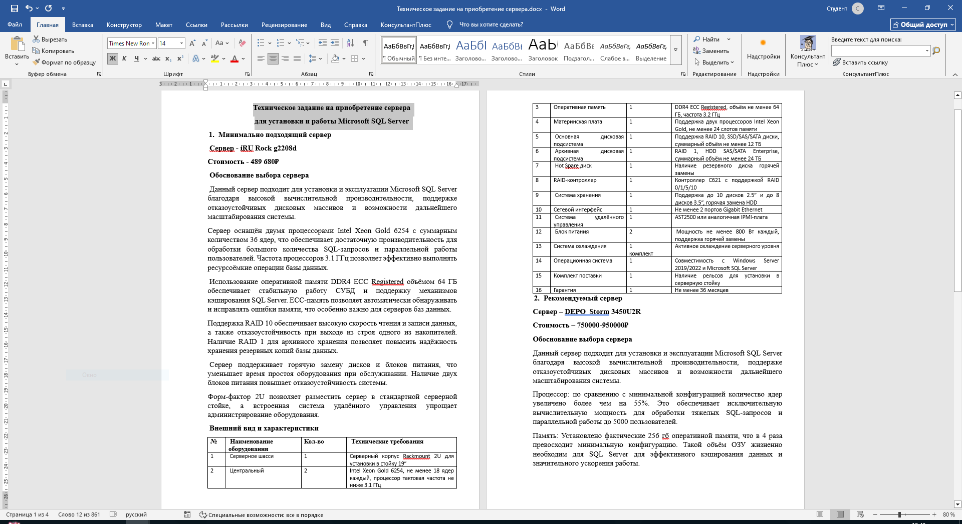 Техническое задание на приобретение сервера.docx - Word
Студент
С
Файл Главная Вставка Конструктор Макет Ссылки Рассылки Рецензирование Вид Справка КонсультантПлюс Что вы хотите сделать? Общий доступ
Вставить
Вырезать
Копировать
Формат по образцу
Буфер обмена
Times New Ror 14
Шрифт
Абзац
АаБбВвГг АаБбВвГг АаБбІ АаБбВ АаЬ АаБбВ АаБбВвГг АаБбВвГг
¶ Обычный ¶ Без инте... Заголово... Заголово... Заголовок Подзагол... Слабое в... Выделение
Стили
Найти
Заменить
Выделить
Редактирование
Надстройки
Надстройки
Консультант Плюс
Введите текст для поиска:
Вставить ссылку
КонсультантПлюс
Техническое задание на приобретение сервера
для установки и работы Microsoft SQL Server
1. Минимально подходящий сервер
Сервер - iRU Rock g2208d
Стоимость - 489 680₽
Обоснование выбора сервера
Данный сервер подходит для установки и эксплуатации Microsoft SQL Server
благодаря высокой вычислительной производительности, поддержке
отказоустойчивых дисковых массивов и возможности дальнейшего
масштабирования системы.
Сервер оснащён двумя процессорами Intel Xeon Gold 6254 с суммарным
количеством 36 ядер, что обеспечивает достаточную производительность для
обработки большого количества SQL-запросов и параллельной работы
пользователей. Частота процессоров 3.1 ГГц позволяет эффективно выполнять
ресурсоёмкие операции базы данных.
Использование оперативной памяти DDR4 ECC Registered объёмом 64 ГБ
обеспечивает стабильную работу СУБД и поддержку механизмов
кэширования SQL Server. ECC-память позволяет автоматически обнаруживать
и исправлять ошибки памяти, что особенно важно для серверов баз данных.
Поддержка RAID 10 обеспечивает высокую скорость чтения и записи данных,
а также отказоустойчивость при выходе из строя одного из накопителей.
Наличие RAID 1 для архивного хранения позволяет повысить надёжность
хранения резервных копий базы данных.
Сервер поддерживает горячую замену дисков и блоков питания, что
уменьшает время простоя оборудования при обслуживании. Наличие двух
блоков питания повышает отказоустойчивость системы.
Форм-фактор 2U позволяет разместить сервер в стандартной серверной
стойке, а встроенная система удалённого управления упрощает
администрирование оборудования.
Внешний вид и характеристики
№ Наименование оборудования Кол-во Технические требования
1 Серверное шасси 1 Серверный корпус Rackmount 2U для установки в стойку 19"
2 Центральный 2 Intel Xeon Gold 6254, не менее 18 ядер каждый, процессор тактовая частота не ниже 3.1 ГГц
3 Оперативная память 1 DDR4 ECC Registered, объём не менее 64 ГБ, частота 3.2 ГГц
4 Материнская плата 1 Поддержка двух процессоров Intel Xeon Gold, не менее 24 слотов памяти
5 Основная дисковая подсистема 1 Поддержка RAID 10, SSD/SAS/SATA диски, суммарный объём не менее 12 ТБ
6 Архивная дисковая подсистема 1 RAID 1, HDD SAS/SATA Enterprise, суммарный объём не менее 24 ТБ
7 Hot Spare диск 1 Наличие резервного диска горячей замены
8 RAID-контроллер 1 Контроллер C621 с поддержкой RAID 0/1/5/10
9 Система хранения 1 Поддержка до 10 дисков 2.5" и до 8 дисков 3.5", горячая замена HDD
10 Сетевой интерфейс 1 Не менее 2 портов Gigabit Ethernet
11 Система удалённого управления 1 AST2500 или аналогичная IPMI-плата
12 Блок питания 2 Мощность не менее 800 Вт каждый, поддержка горячей замены
13 Система охлаждения 1 комплект Активное охлаждение серверного уровня
14 Операционная система 1 Совместимость с Windows Server 2019/2022 и Microsoft SQL Server
15 Комплект поставки 1 Наличие рельсов для установки в серверную стойку
16 Гарантия 1 Не менее 36 месяцев
2. Рекомендуемый сервер
Сервер – DEPO Storm 3450U2R
Стоимость – 750000-950000₽
Обоснование выбора сервера
Данный сервер подходит для установки и эксплуатации Microsoft SQL Server
благодаря высокой вычислительной производительности, поддержке
отказоустойчивых дисковых массивов и возможности дальнейшего
масштабирования системы.
Процессор: по сравнению с минимальной конфигурацией количество ядер
увеличено более чем на 55%. Это обеспечивает исключительную
вычислительную мощность для обработки тяжелых SQL-запросов и
параллельной работы до 5000 пользователей.
Память: Установлено фактические 256 тб оперативной памяти, что в 4 раза
превосходит минимальную конфигурацию. Такой объём ОЗУ жизненно
необходим для SQL Server для эффективного кэширования данных и
значительного ускорения работы.
Страница 1 из 4 Слово 12 из 861 русский Специальные возможности: все в порядке 80 %